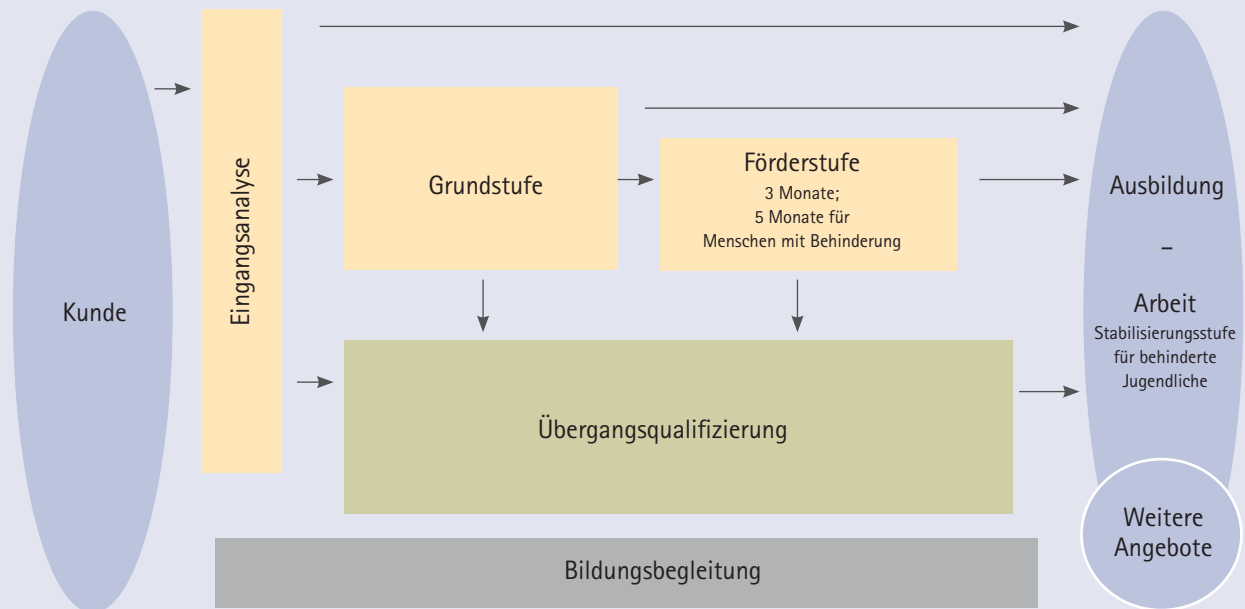 Kunde
Eingangsanalyse
Grundstufe
Förderstufe
3 Monate;
5 Monate für
Menschen mit Behinderung
Übergangsqualifizierung
Bildungsbegleitung
Ausbildung
–
Arbeit
Stabilisierungsstufe
für behinderte
Jugendliche
Weitere
Angebote